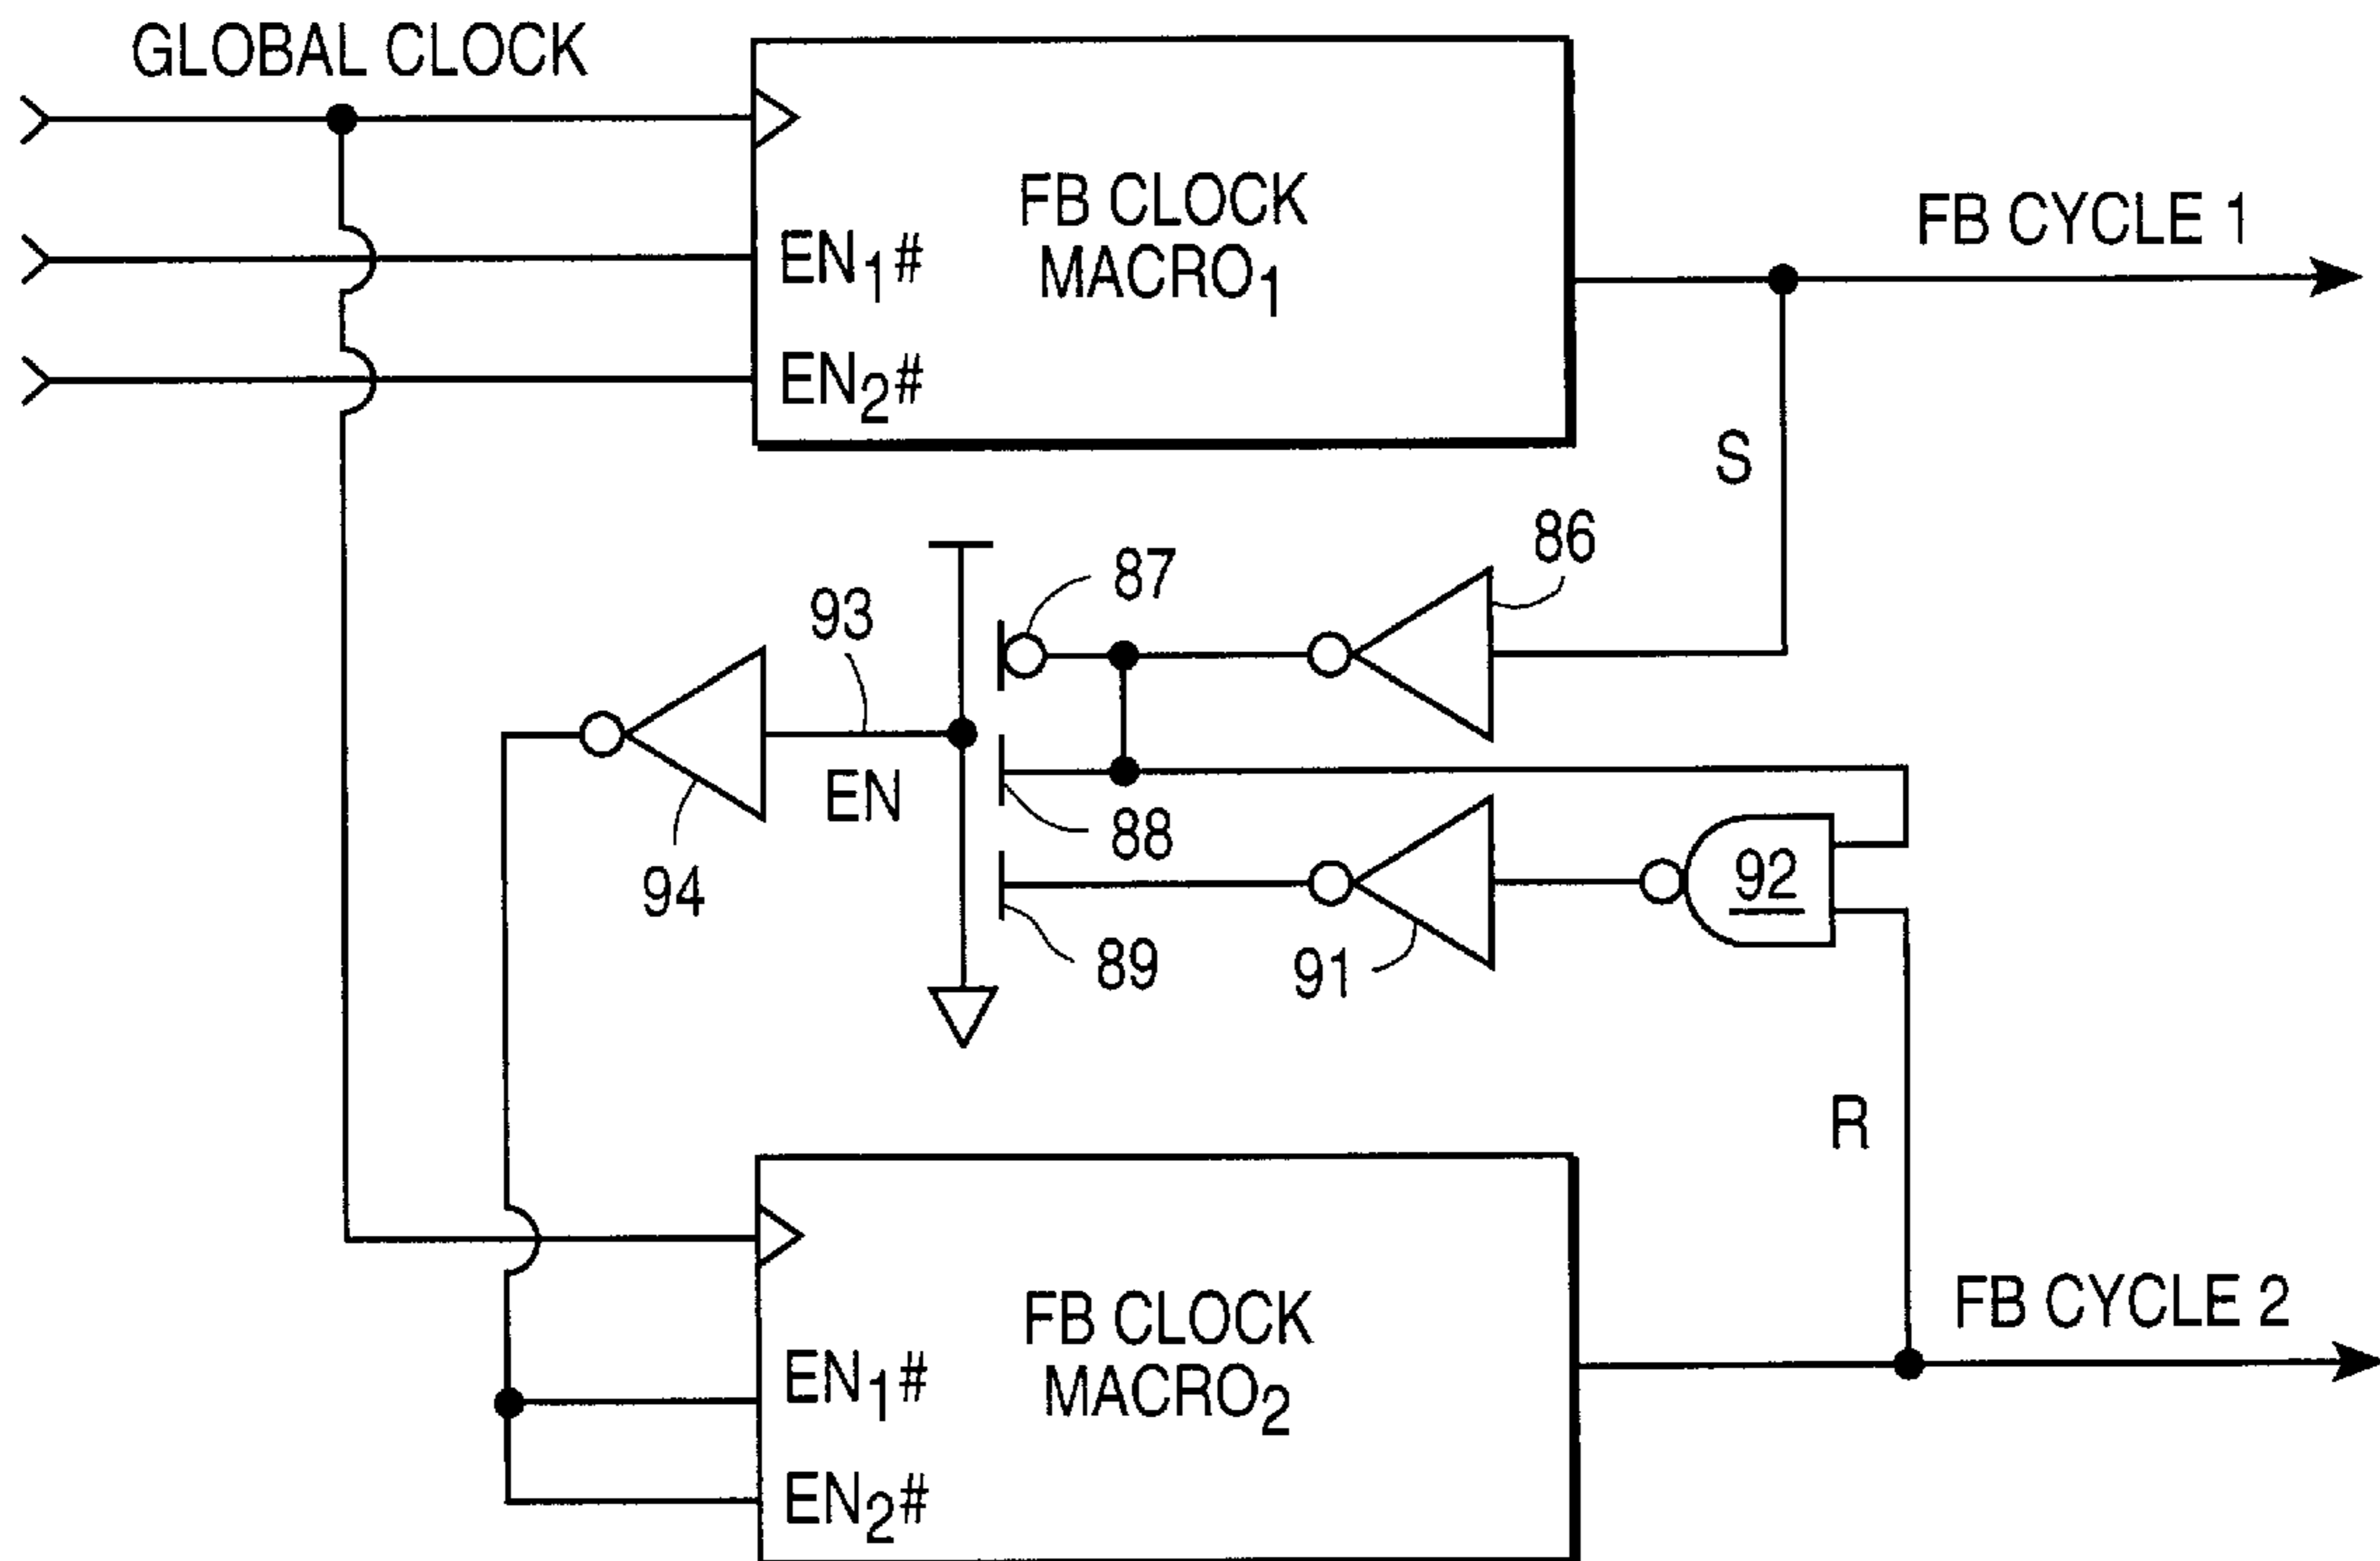 GLOBAL CLOCK
FB CLOCK
MACRO₁
EN₁#
EN₂#
FB CYCLE 1
S
86
87
93
EN
88
92
94
89
91
R
FB CLOCK
MACRO₂
EN₁#
EN₂#
FB CYCLE 2